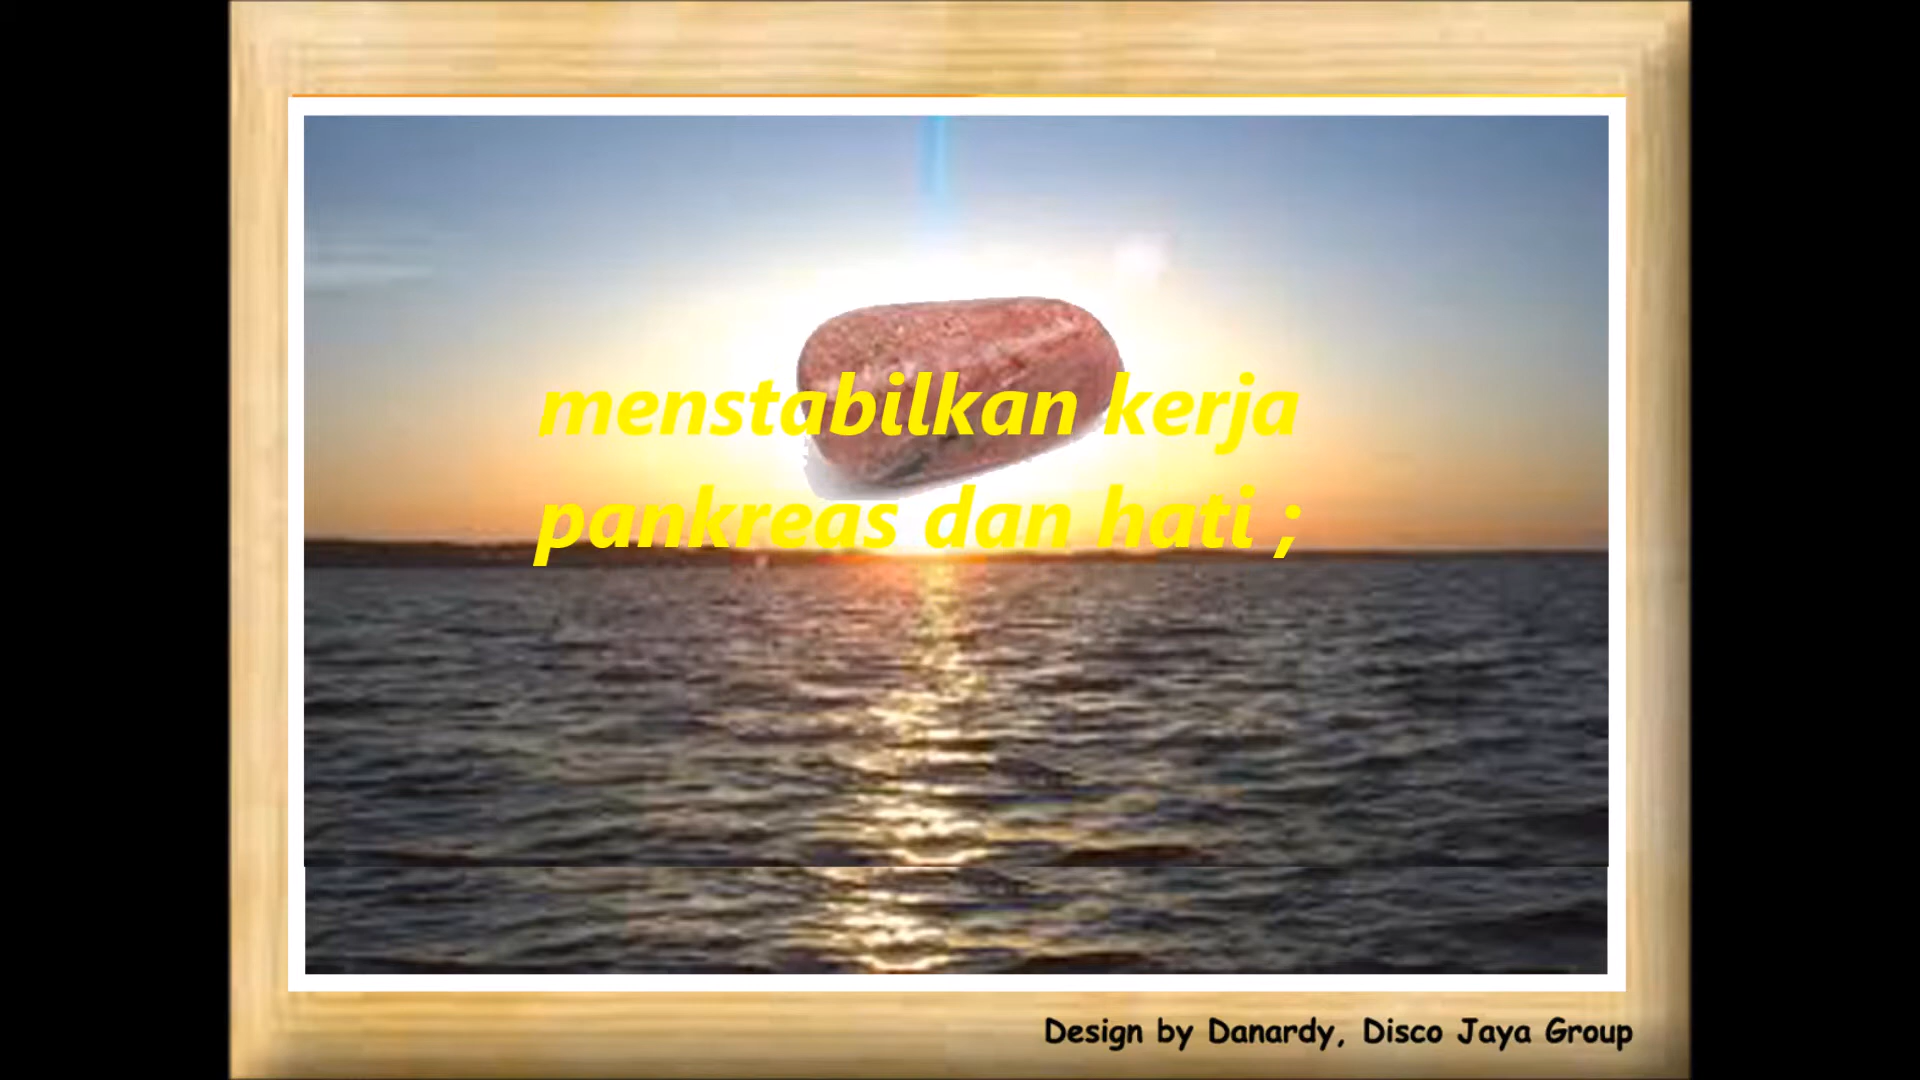 menstabilkan kerja
pankreas dan hati ;
Design by Danardy, Disco Jaya Group